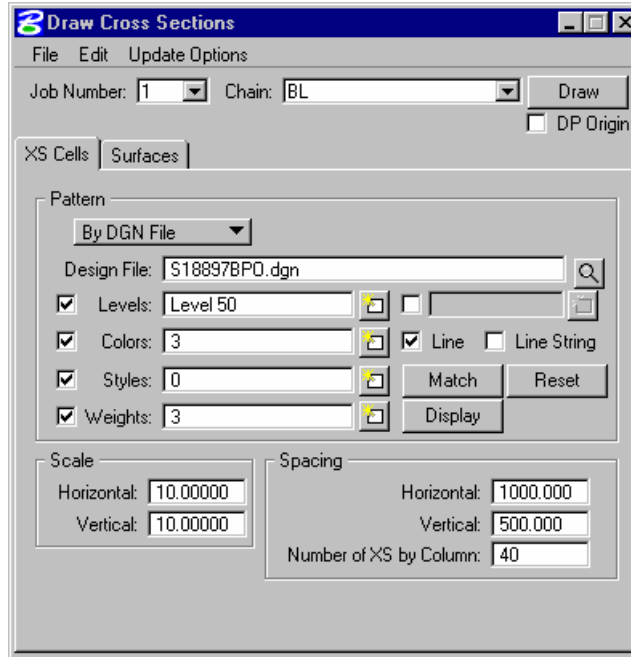 Draw Cross Sections
File Edit Update Options
Job Number: 1 Chain: BL Draw
DP Origin
XS Cells Surfaces
Pattern
By DGN File
Design File: S18897BPO.dgn
Levels: Level 50
Colors: 3 Line Line String
Styles: 0 Match Reset
Weights: 3 Display
Scale Spacing
Horizontal: 10.00000 Horizontal: 1000.000
Vertical: 10.00000 Vertical: 500.000
Number of XS by Column: 40